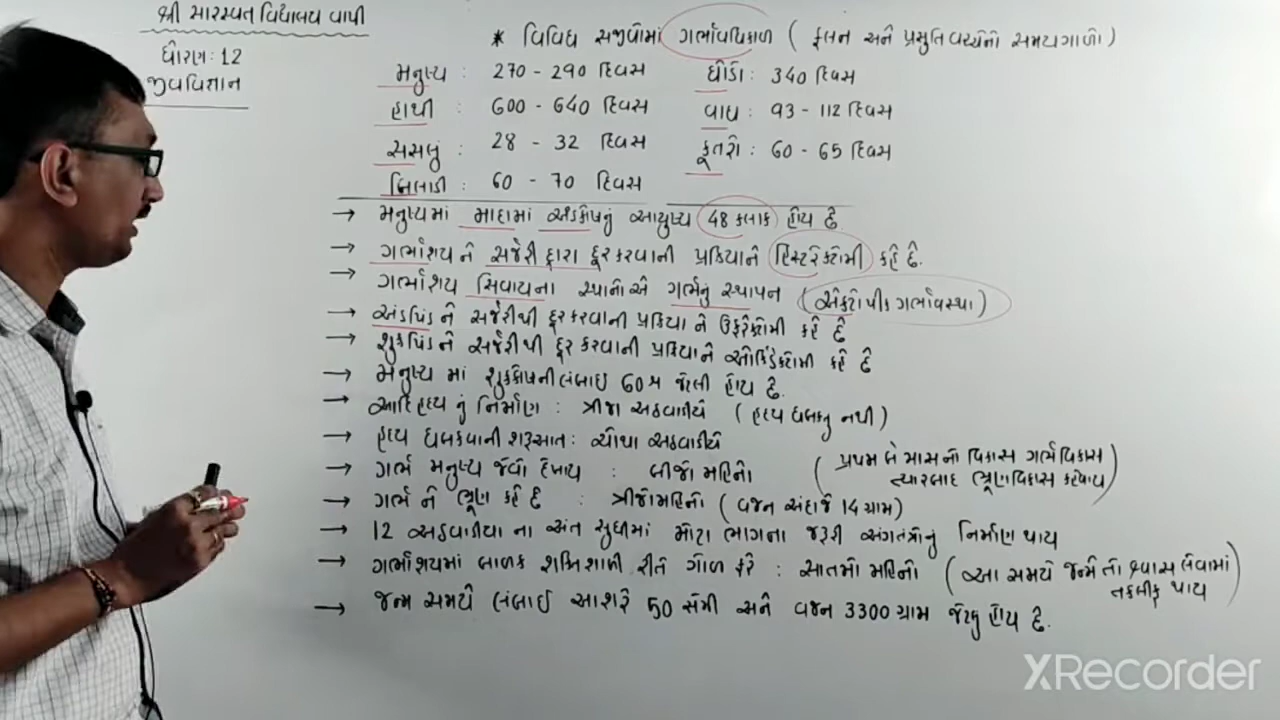 શ્રી સારસ્વત વિદ્યાલય વાપી
ધોરણ: 12
જીવવિજ્ઞાન
* વિવિધ સજીવોમાં ગર્ભાવધિકાળ ( ફલન અને પ્રસુતિ વચ્ચેનો સમયગાળો )
મનુષ્ય : 270 - 290 દિવસ
ઘોડો : 340 દિવસ
હાથી : 600 - 640 દિવસ
વાઘ : 93 - 112 દિવસ
સસલું : 28 - 32 દિવસ
કૂતરો : 60 - 65 દિવસ
બિલાડી : 60 - 70 દિવસ
→ મનુષ્યમાં માદામાં અંડકોષનું આયુષ્ય 48 કલાક હોય છે.
→ ગર્ભાશય ને સર્જરી દ્વારા દૂર કરવાની પ્રક્રિયાને હિસ્ટરેક્ટોમી કહે છે.
→ ગર્ભાશય સિવાયના સ્થાનોએ ગર્ભનું સ્થાપન ( એક્ટોપીક ગર્ભાવસ્થા )
→ અંડપિંડ ને સર્જરીથી દૂર કરવાની પ્રક્રિયા ને ઉફરેક્ટોમી કહે છે
→ શુક્રપિંડ ને સર્જરીથી દૂર કરવાની પ્રક્રિયાને ઓર્કિડેક્ટોમી કહે છે
→ મનુષ્ય માં શુક્રકોષની લંબાઇ 60 જેટલી હોય છે.
→ આદિહૃદય નું નિર્માણ : ત્રીજા અઠવાડીયે ( હૃદય ધબકતુ નથી )
→ હૃદય ધબકવાની શરૂઆત : ચોથા અઠવાડીયે
→ ગર્ભ મનુષ્ય જેવો દેખાય : બીજો મહિનો ( પ્રથમ બે માસનો વિકાસ ગર્ભવિકાસ
ત્યારબાદ ભ્રૂણવિકાસ કહેવાય )
→ ગર્ભ ને ભ્રૂણ કહે છે : ત્રીજો મહિનો ( વજન અંદાજે 14 ગ્રામ )
→ 12 અઠવાડીયા ના અંત સુધીમાં મોટા ભાગના જરૂરી અંગતંત્રોનું નિર્માણ થાય
→ ગર્ભાશયમાં બાળક શક્તિશાળી રીતે ગોળ ફરે : સાતમો મહિનો ( આ સમયે જન્મે તો શ્વાસ લેવામાં
તકલીફ થાય )
→ જન્મ સમયે લંબાઈ આશરે 50 સેમી અને વજન 3300 ગ્રામ જેટલુ હોય છે.
XRecorder